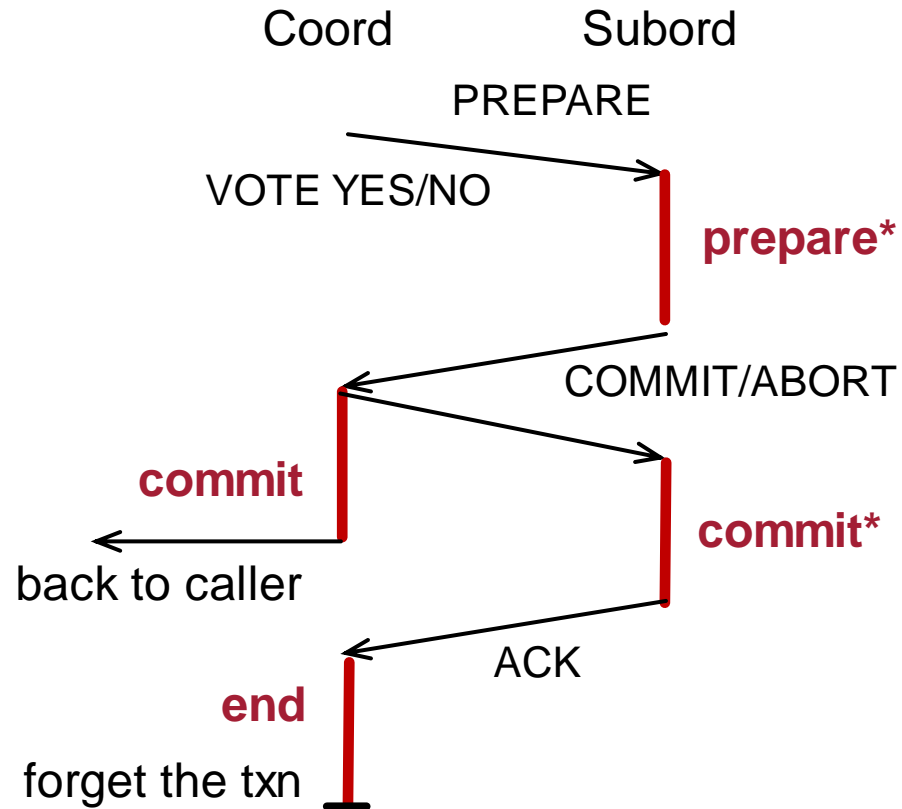 Coord Subord
PREPARE
VOTE YES/NO
prepare*
COMMIT/ABORT
commit
commit*
back to caller
ACK
end
forget the txn